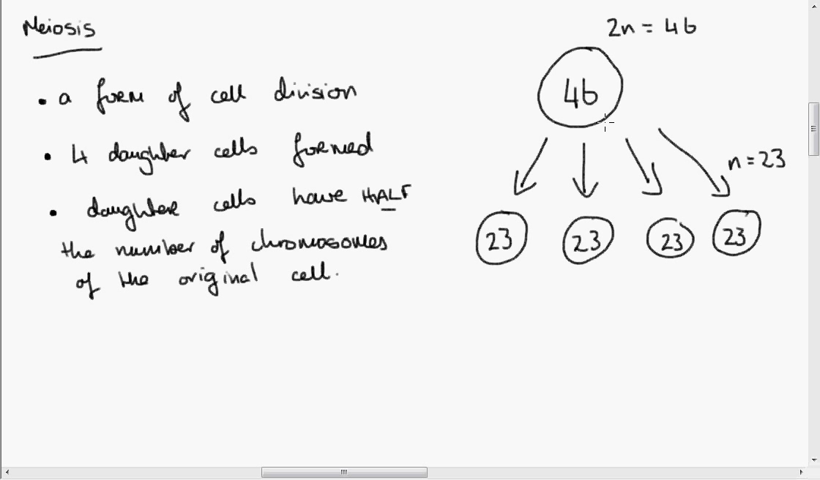 Meiosis
2n = 46
• a form of cell division
46
• 4 daughter cells formed
n = 23
• daughter cells have HALF
the number of chromosomes
of the original cell.
23 23 23 23